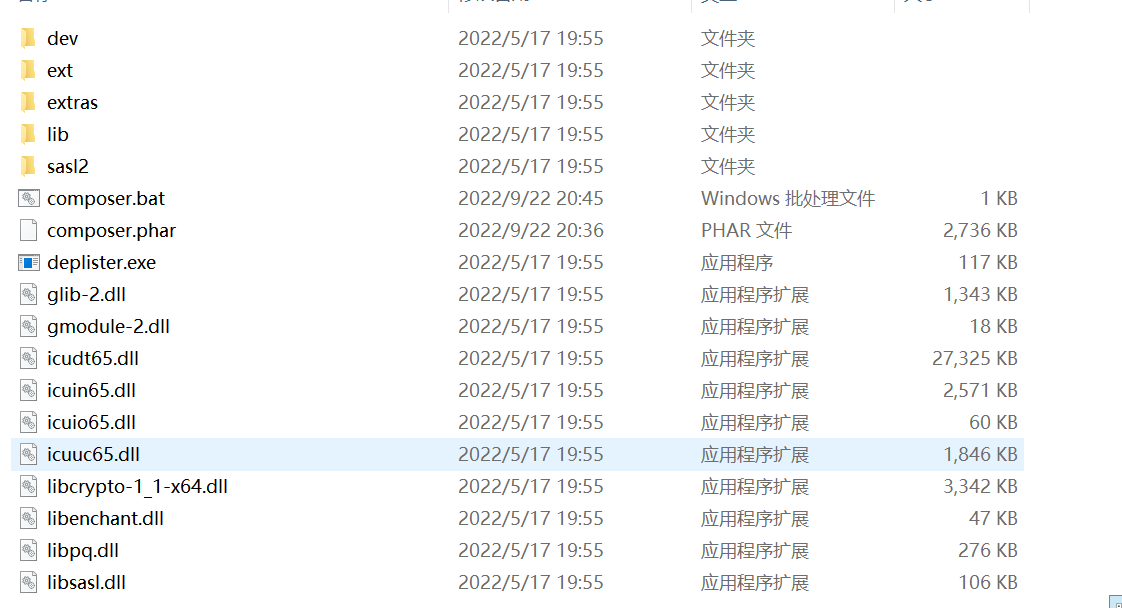 dev 2022/5/17 19:55 文件夹
ext 2022/5/17 19:55 文件夹
extras 2022/5/17 19:55 文件夹
lib 2022/5/17 19:55 文件夹
sasl2 2022/5/17 19:55 文件夹
composer.bat 2022/9/22 20:45 Windows 批处理文件 1 KB
composer.phar 2022/9/22 20:36 PHAR 文件 2,736 KB
deplister.exe 2022/5/17 19:55 应用程序 117 KB
glib-2.dll 2022/5/17 19:55 应用程序扩展 1,343 KB
gmodule-2.dll 2022/5/17 19:55 应用程序扩展 18 KB
icudt65.dll 2022/5/17 19:55 应用程序扩展 27,325 KB
icuin65.dll 2022/5/17 19:55 应用程序扩展 2,571 KB
icuio65.dll 2022/5/17 19:55 应用程序扩展 60 KB
icuuc65.dll 2022/5/17 19:55 应用程序扩展 1,846 KB
libcrypto-1_1-x64.dll 2022/5/17 19:55 应用程序扩展 3,342 KB
libenchant.dll 2022/5/17 19:55 应用程序扩展 47 KB
libpq.dll 2022/5/17 19:55 应用程序扩展 276 KB
libsasl.dll 2022/5/17 19:55 应用程序扩展 106 KB